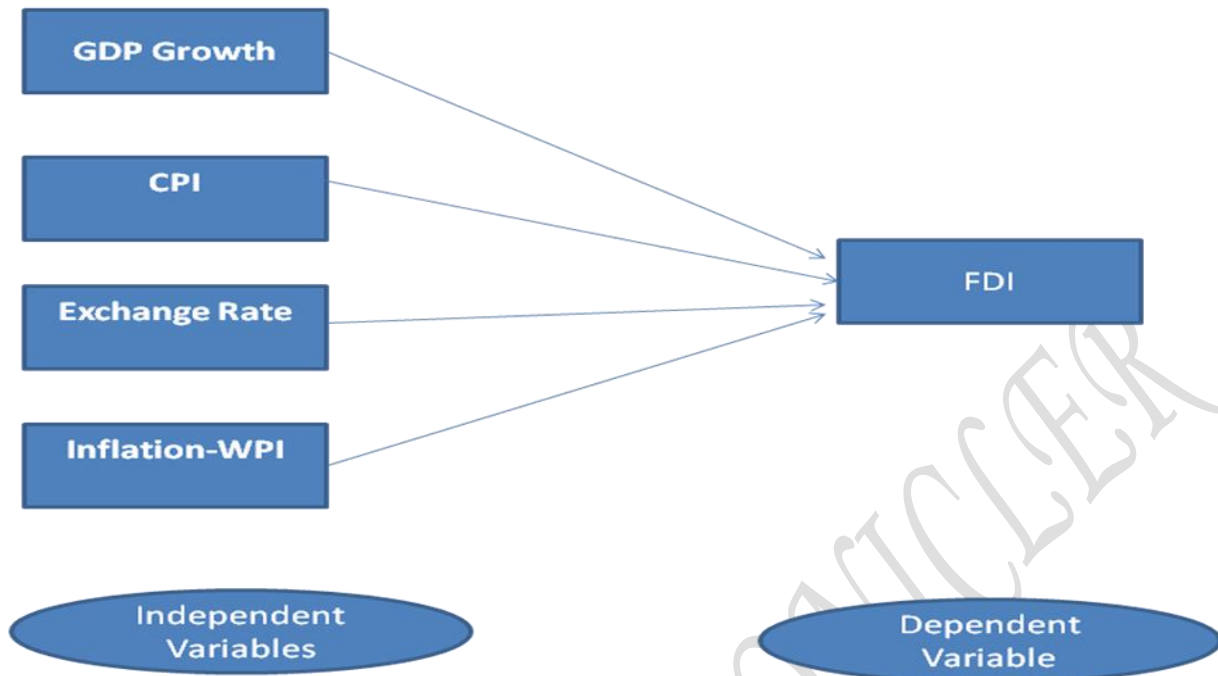 GDP Growth
CPI
Exchange Rate
Inflation-WPI
FDI
Independent
Variables
Dependent
Variable